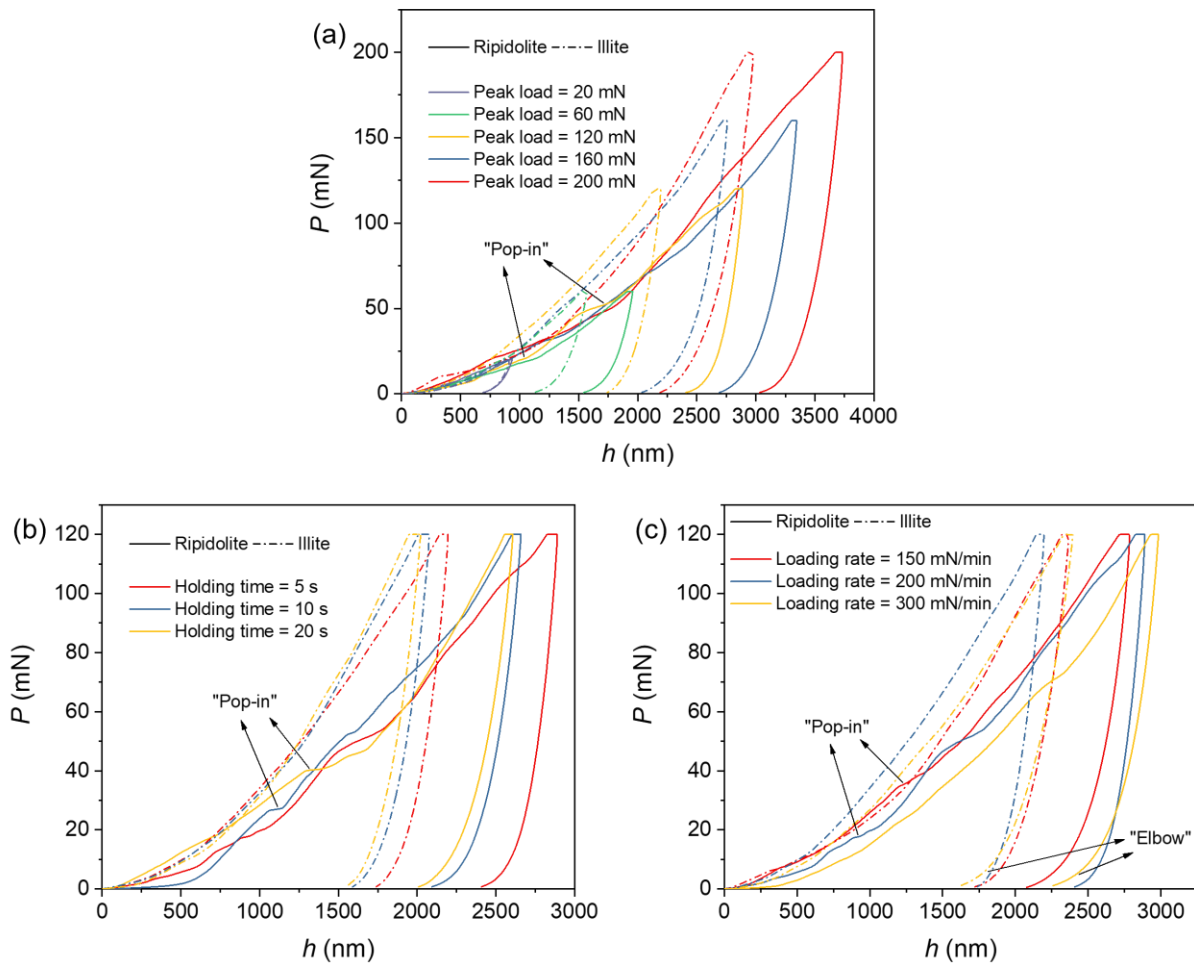 (a)
Ripidolite Illite
Peak load = 20 mN
Peak load = 60 mN
Peak load = 120 mN
Peak load = 160 mN
Peak load = 200 mN
"Pop-in"
P (mN)
200
150
100
50
0
0 500 1000 1500 2000 2500 3000 3500 4000
h (nm)
(b)
Ripidolite Illite
Holding time = 5 s
Holding time = 10 s
Holding time = 20 s
"Pop-in"
P (mN)
120
100
80
60
40
20
0
0 500 1000 1500 2000 2500 3000
h (nm)
(c)
Ripidolite Illite
Loading rate = 150 mN/min
Loading rate = 200 mN/min
Loading rate = 300 mN/min
"Pop-in"
"Elbow"
P (mN)
120
100
80
60
40
20
0
0 500 1000 1500 2000 2500 3000
h (nm)